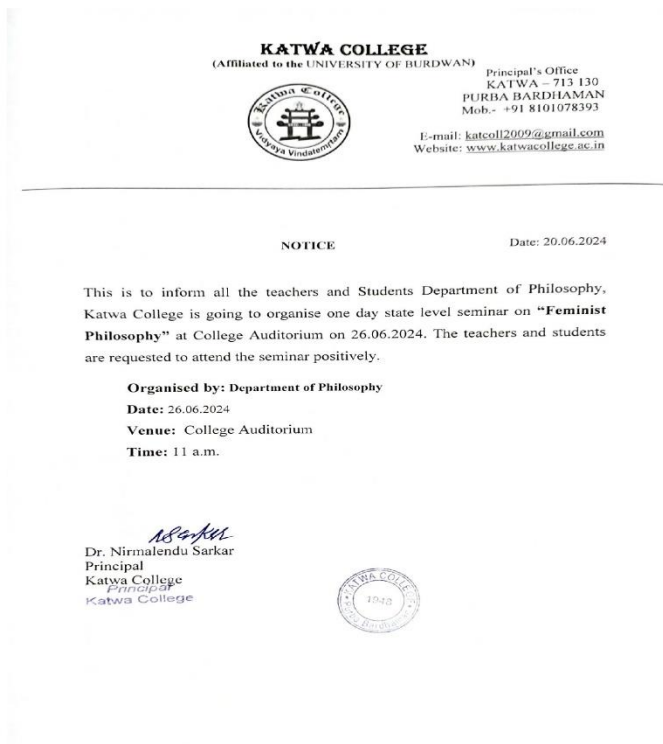 KATWA COLLEGE
(Affiliated to the UNIVERSITY OF BURDWAN)
Principal's Office
KATWA – 713 130
PURBA BARDHAMAN
Mob.- +91 8101078393
E-mail: katcoll2009@gmail.com
Website: www.katwacollege.ac.in
Katwa College
Vidyaya Vindatemrtam
NOTICE
Date: 20.06.2024
This is to inform all the teachers and Students Department of Philosophy,
Katwa College is going to organise one day state level seminar on “Feminist
Philosophy” at College Auditorium on 26.06.2024. The teachers and students
are requested to attend the seminar positively.
Organised by: Department of Philosophy
Date: 26.06.2024
Venue: College Auditorium
Time: 11 a.m.
Dr. Nirmalendu Sarkar
Principal
Katwa College
Principal
Katwa College
KATWA COLLEGE
1948
Bardhaman